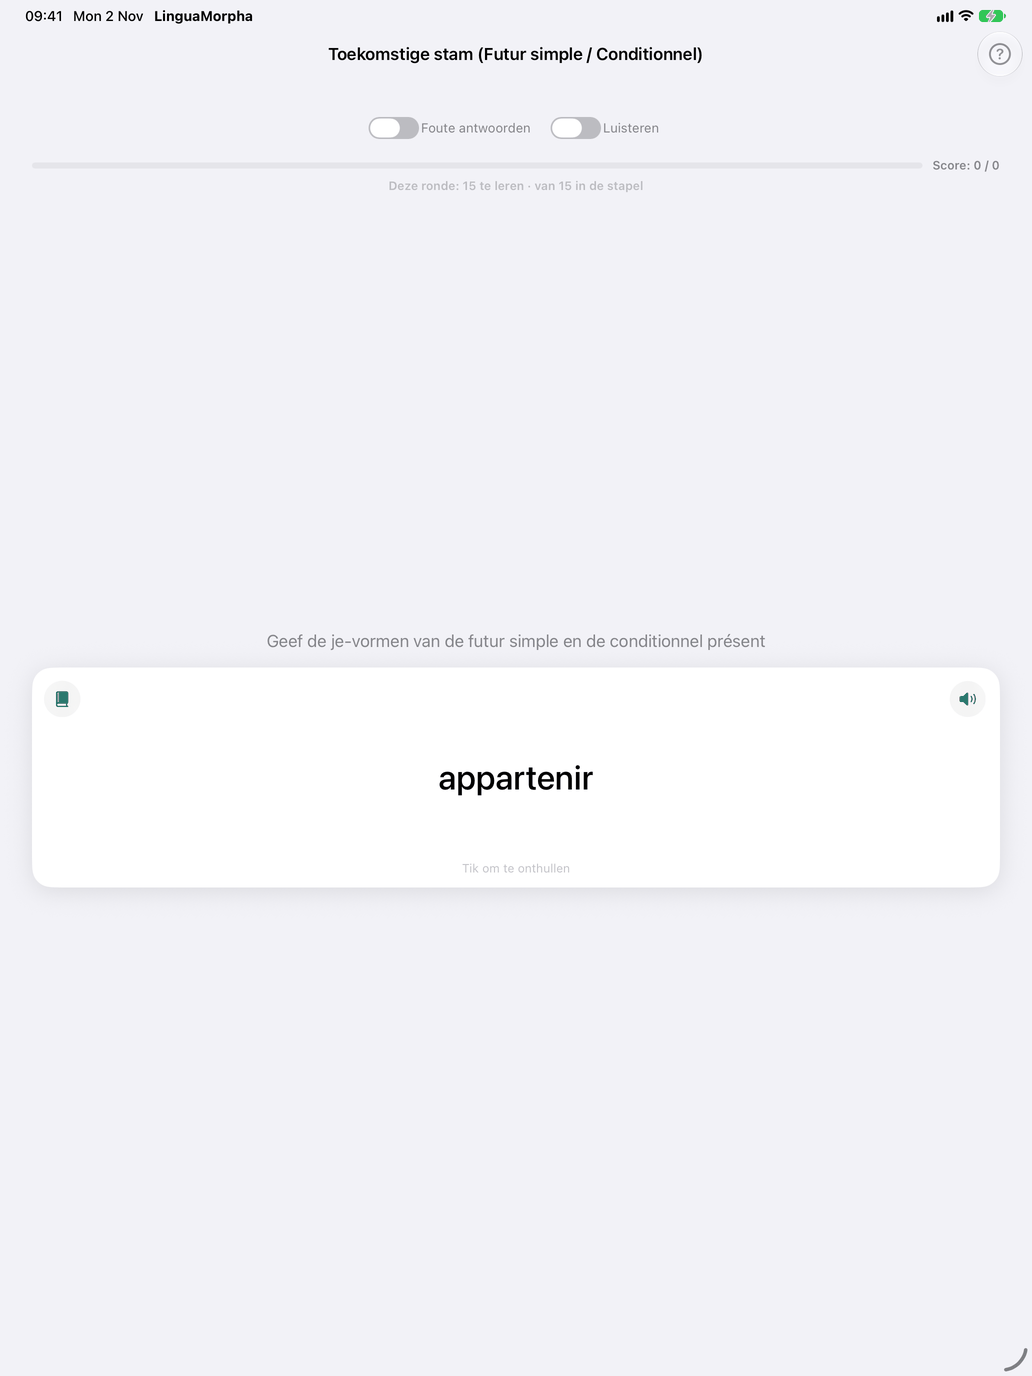 09:41 Mon 2 Nov LinguaMorpha
Toekomstige stam (Futur simple / Conditionnel)
?
Foute antwoorden Luisteren
Score: 0 / 0
Deze ronde: 15 te leren · van 15 in de stapel
Geef de je-vormen van de futur simple en de conditionnel présent
appartenir
Tik om te onthullen